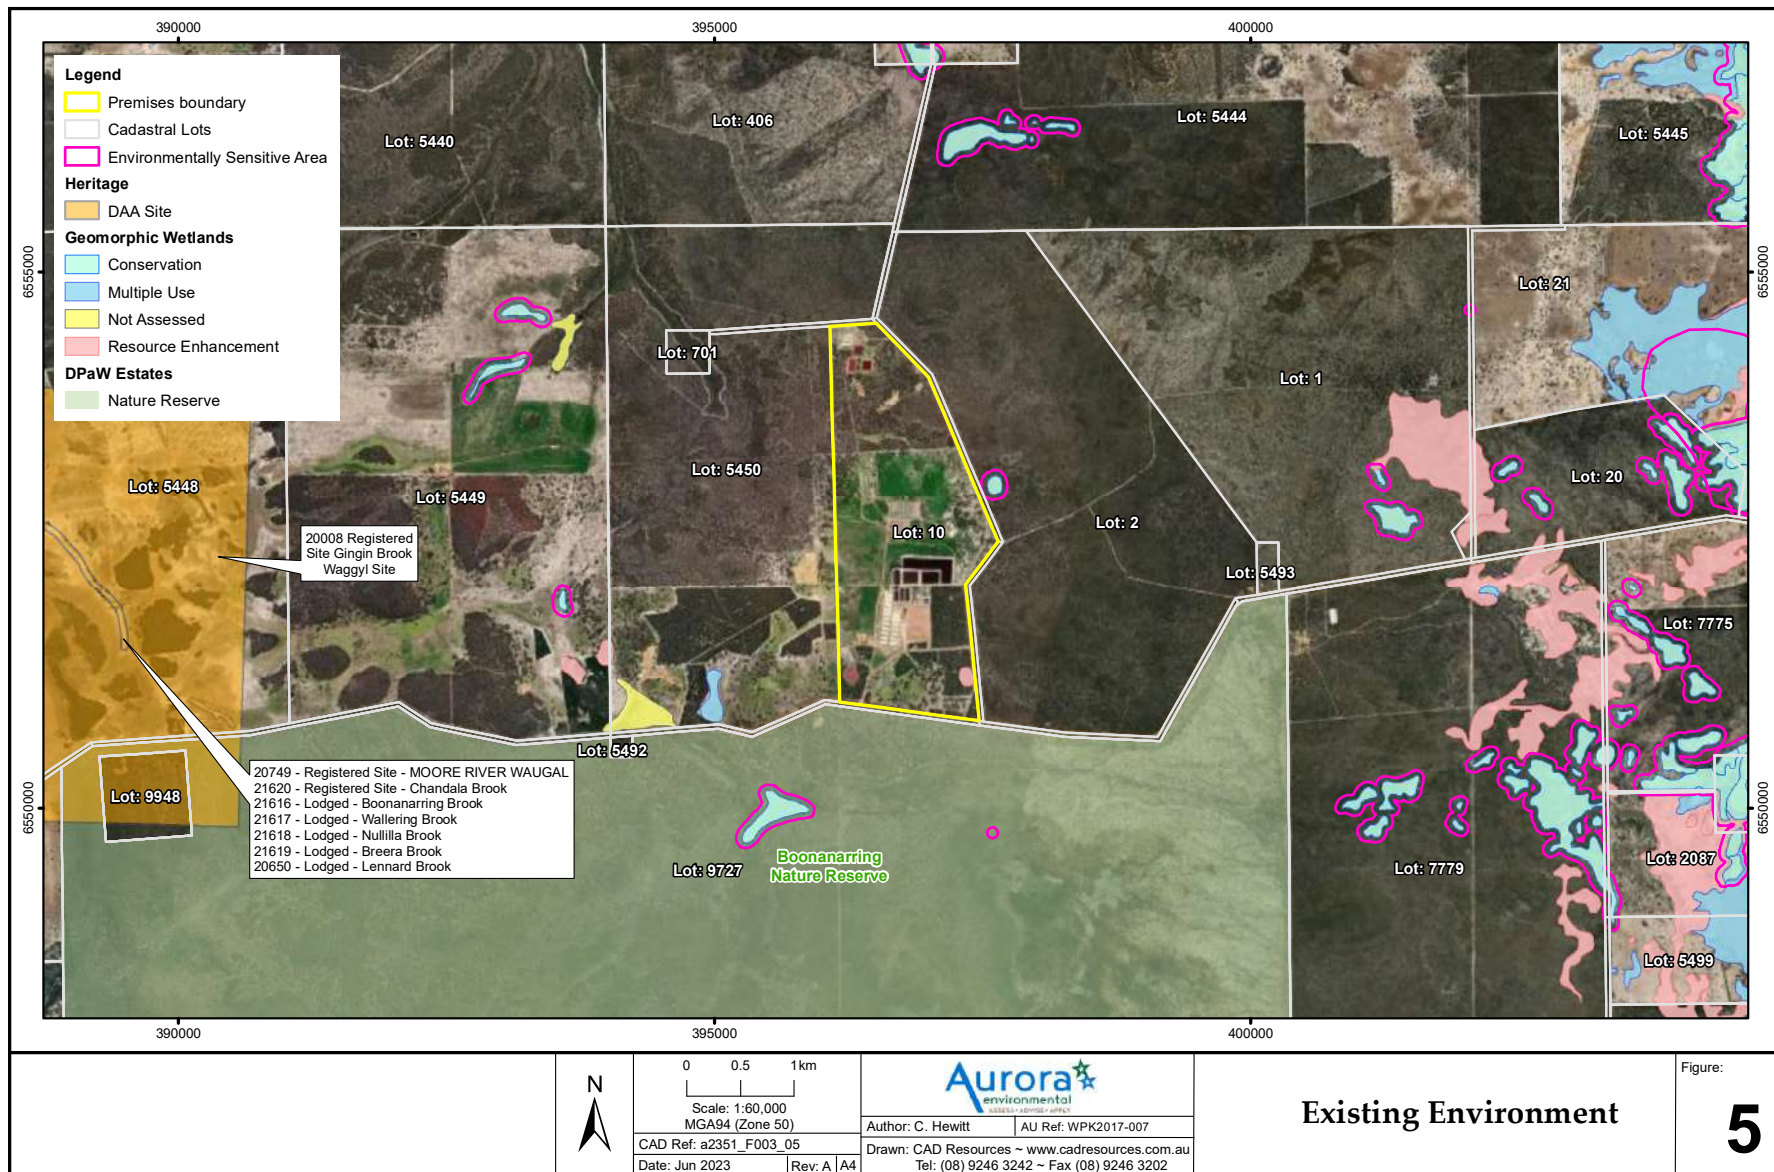 390000
395000
400000
Legend
Premises boundary
Cadastral Lots
Environmentally Sensitive Area
Heritage
DAA Site
Geomorphic Wetlands
Conservation
Multiple Use
Not Assessed
Resource Enhancement
DPaW Estates
Nature Reserve
6555000
6555000
6550000
6550000
Lot: 5440
Lot: 406
Lot: 5444
Lot: 5445
Lot: 21
Lot: 701
Lot: 1
Lot: 5448
Lot: 5449
Lot: 5450
Lot: 10
Lot: 2
Lot: 20
20008 Registered
Site Gingin Brook
Waggyl Site
Lot: 5493
Lot: 7775
Lot: 5492
Lot: 9948
20749 - Registered Site - MOORE RIVER WAUGAL
21620 - Registered Site - Chandala Brook
21616 - Lodged - Boonanarring Brook
21617 - Lodged - Wallering Brook
21618 - Lodged - Nullilla Brook
21619 - Lodged - Breera Brook
20650 - Lodged - Lennard Brook
Lot: 9727
Boonanarring
Nature Reserve
Lot: 7779
Lot: 2087
Lot: 5499
390000
395000
400000
N
0 0.5 1km
Scale: 1:60,000
MGA94 (Zone 50)
CAD Ref: a2351_F003_05
Date: Jun 2023
Rev: A
A4
Aurora
environmental
ASSESS • ADVISE • APPLY
Author: C. Hewitt
AU Ref: WPK2017-007
Drawn: CAD Resources ~ www.cadresources.com.au
Tel: (08) 9246 3242 ~ Fax (08) 9246 3202
Existing Environment
Figure:
5